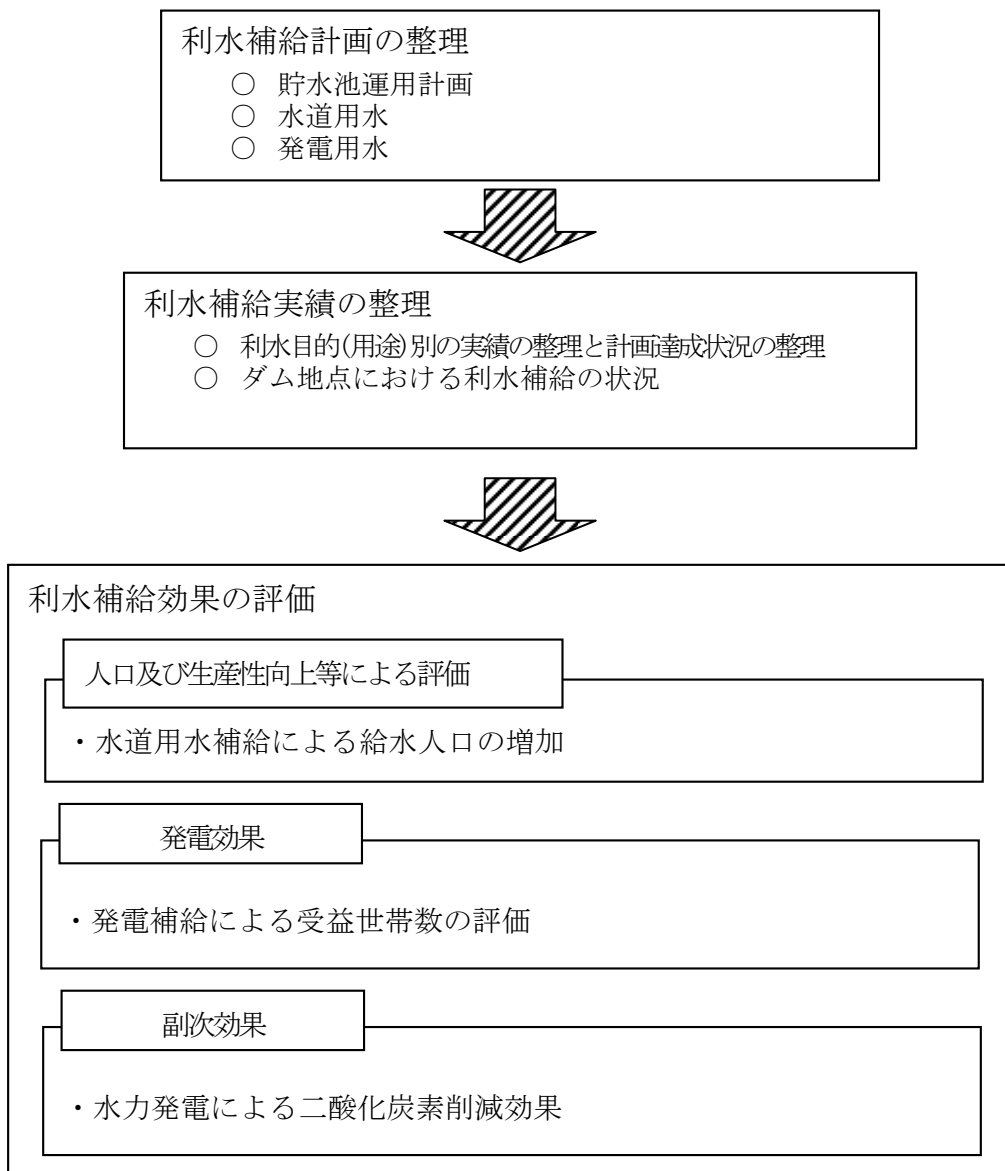 利水補給計画の整理
○ 貯水池運用計画
○ 水道用水
○ 発電用水
利水補給実績の整理
○ 利水目的(用途)別の実績の整理と計画達成状況の整理
○ ダム地点における利水補給の状況
利水補給効果の評価
人口及び生産性向上等による評価
・水道用水補給による給水人口の増加
発電効果
・発電補給による受益世帯数の評価
副次効果
・水力発電による二酸化炭素削減効果